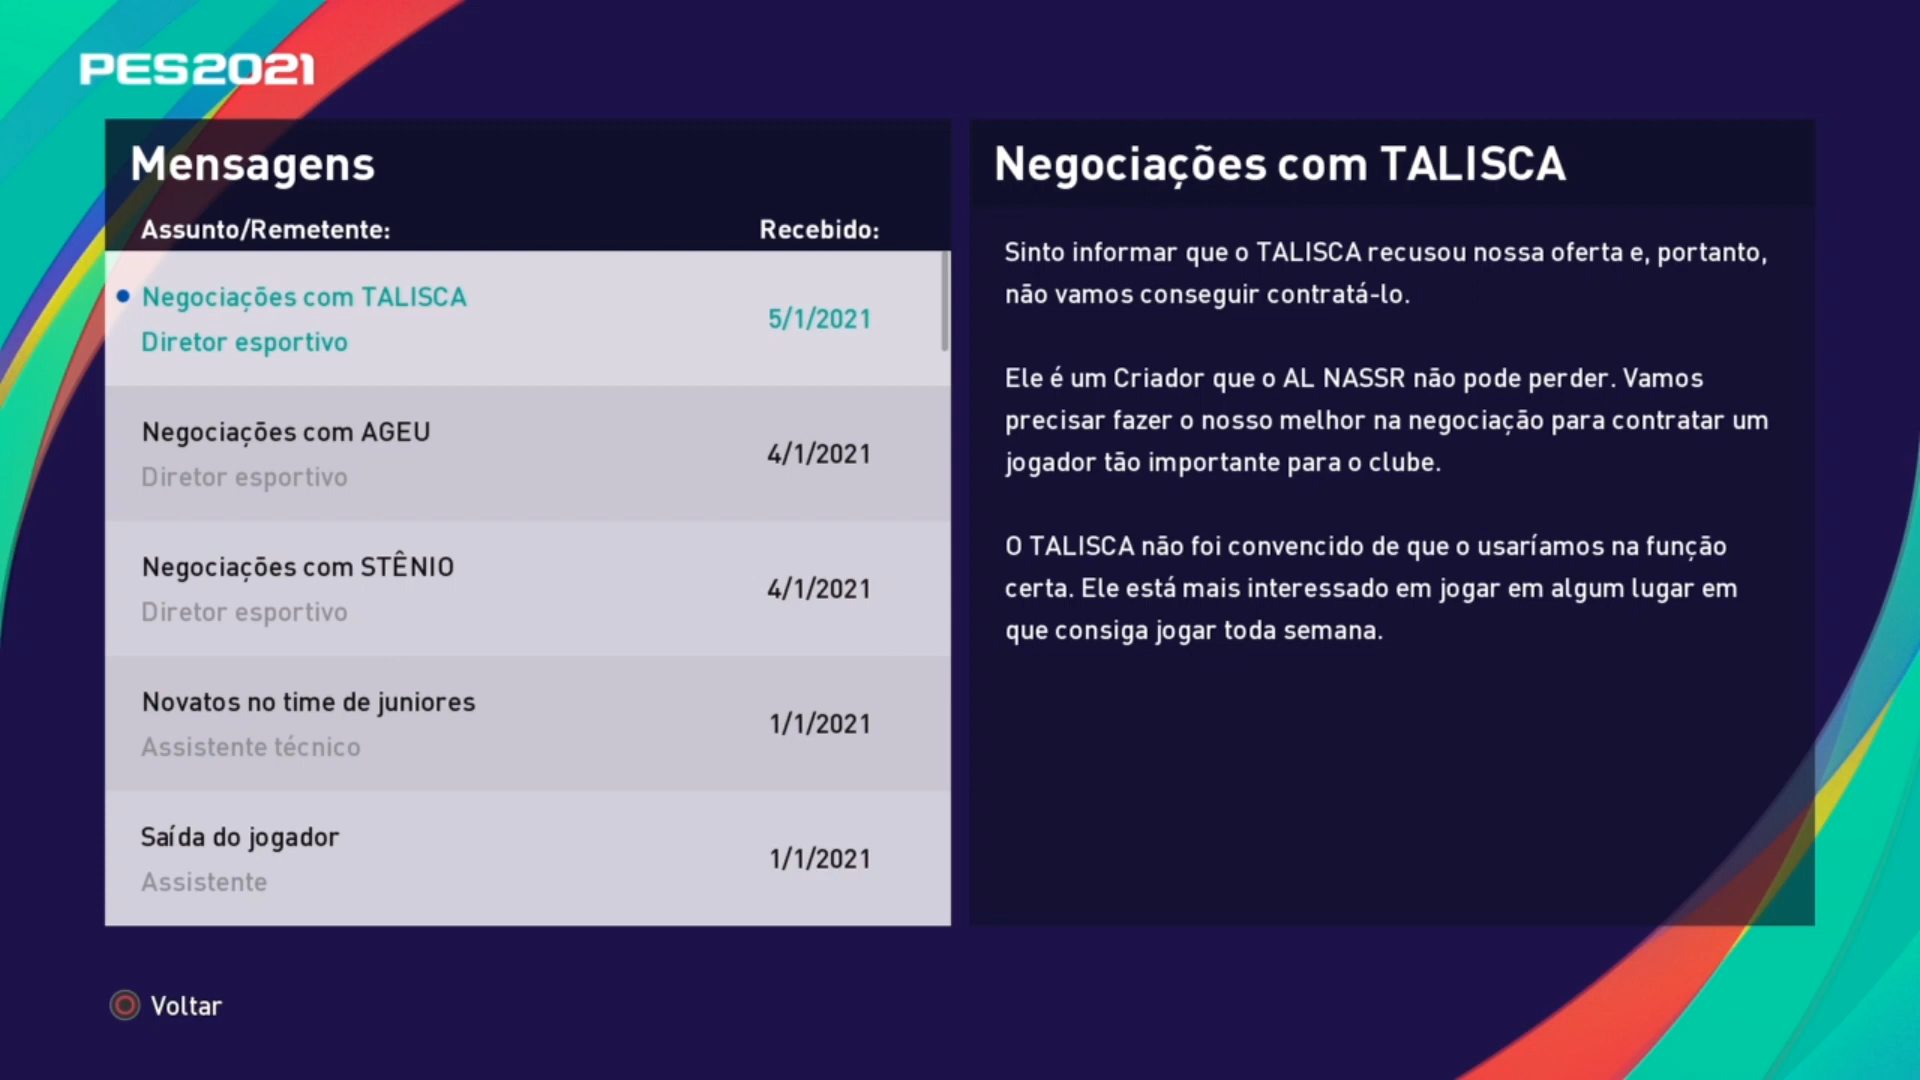 PES2021
Mensagens
Assunto/Remetente:
Recebido:
Negociações com TALISCA
Diretor esportivo
5/1/2021
Negociações com AGEU
Diretor esportivo
4/1/2021
Negociações com STÊNIO
Diretor esportivo
4/1/2021
Novatos no time de juniores
Assistente técnico
1/1/2021
Saída do jogador
Assistente
1/1/2021
Negociações com TALISCA
Sinto informar que o TALISCA recusou nossa oferta e, portanto,
não vamos conseguir contratá-lo.
Ele é um Criador que o AL NASSR não pode perder. Vamos
precisar fazer o nosso melhor na negociação para contratar um
jogador tão importante para o clube.
O TALISCA não foi convencido de que o usaríamos na função
certa. Ele está mais interessado em jogar em algum lugar em
que consiga jogar toda semana.
Voltar